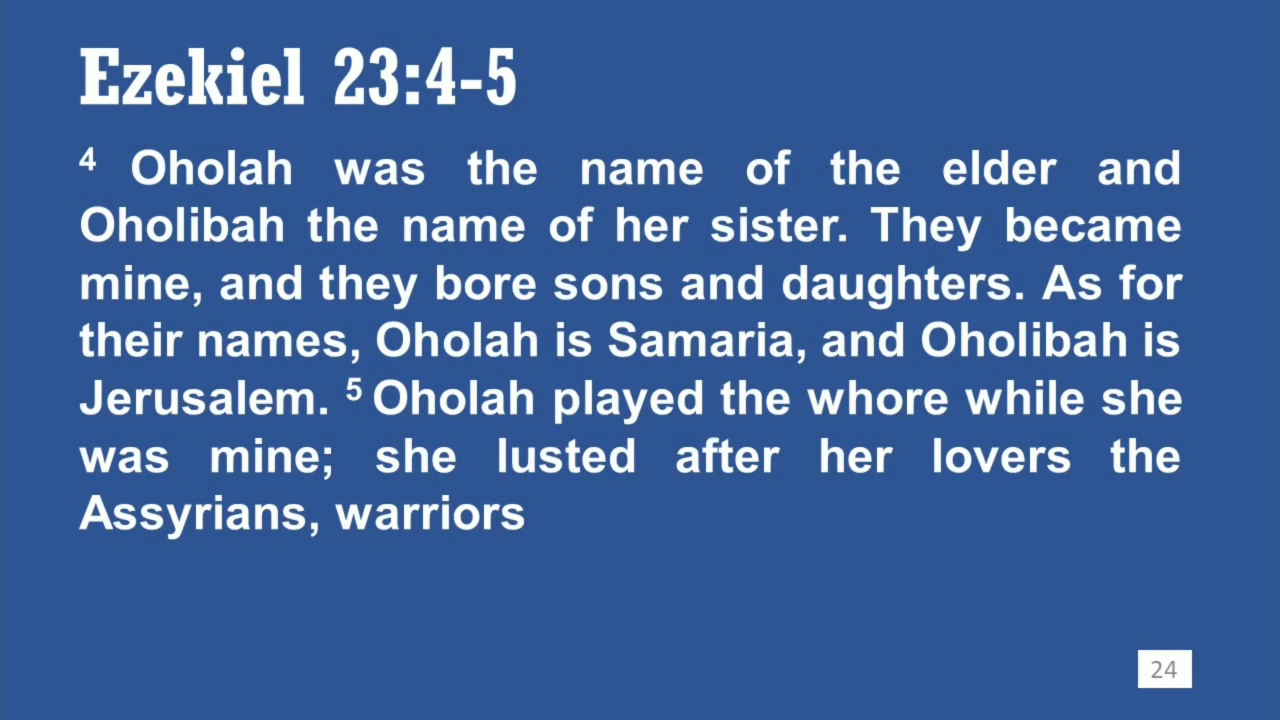 Ezekiel 23:4-5
4 Oholah was the name of the elder and
Oholibah the name of her sister. They became
mine, and they bore sons and daughters. As for
their names, Oholah is Samaria, and Oholibah is
Jerusalem. 5 Oholah played the whore while she
was mine; she lusted after her lovers the
Assyrians, warriors
24